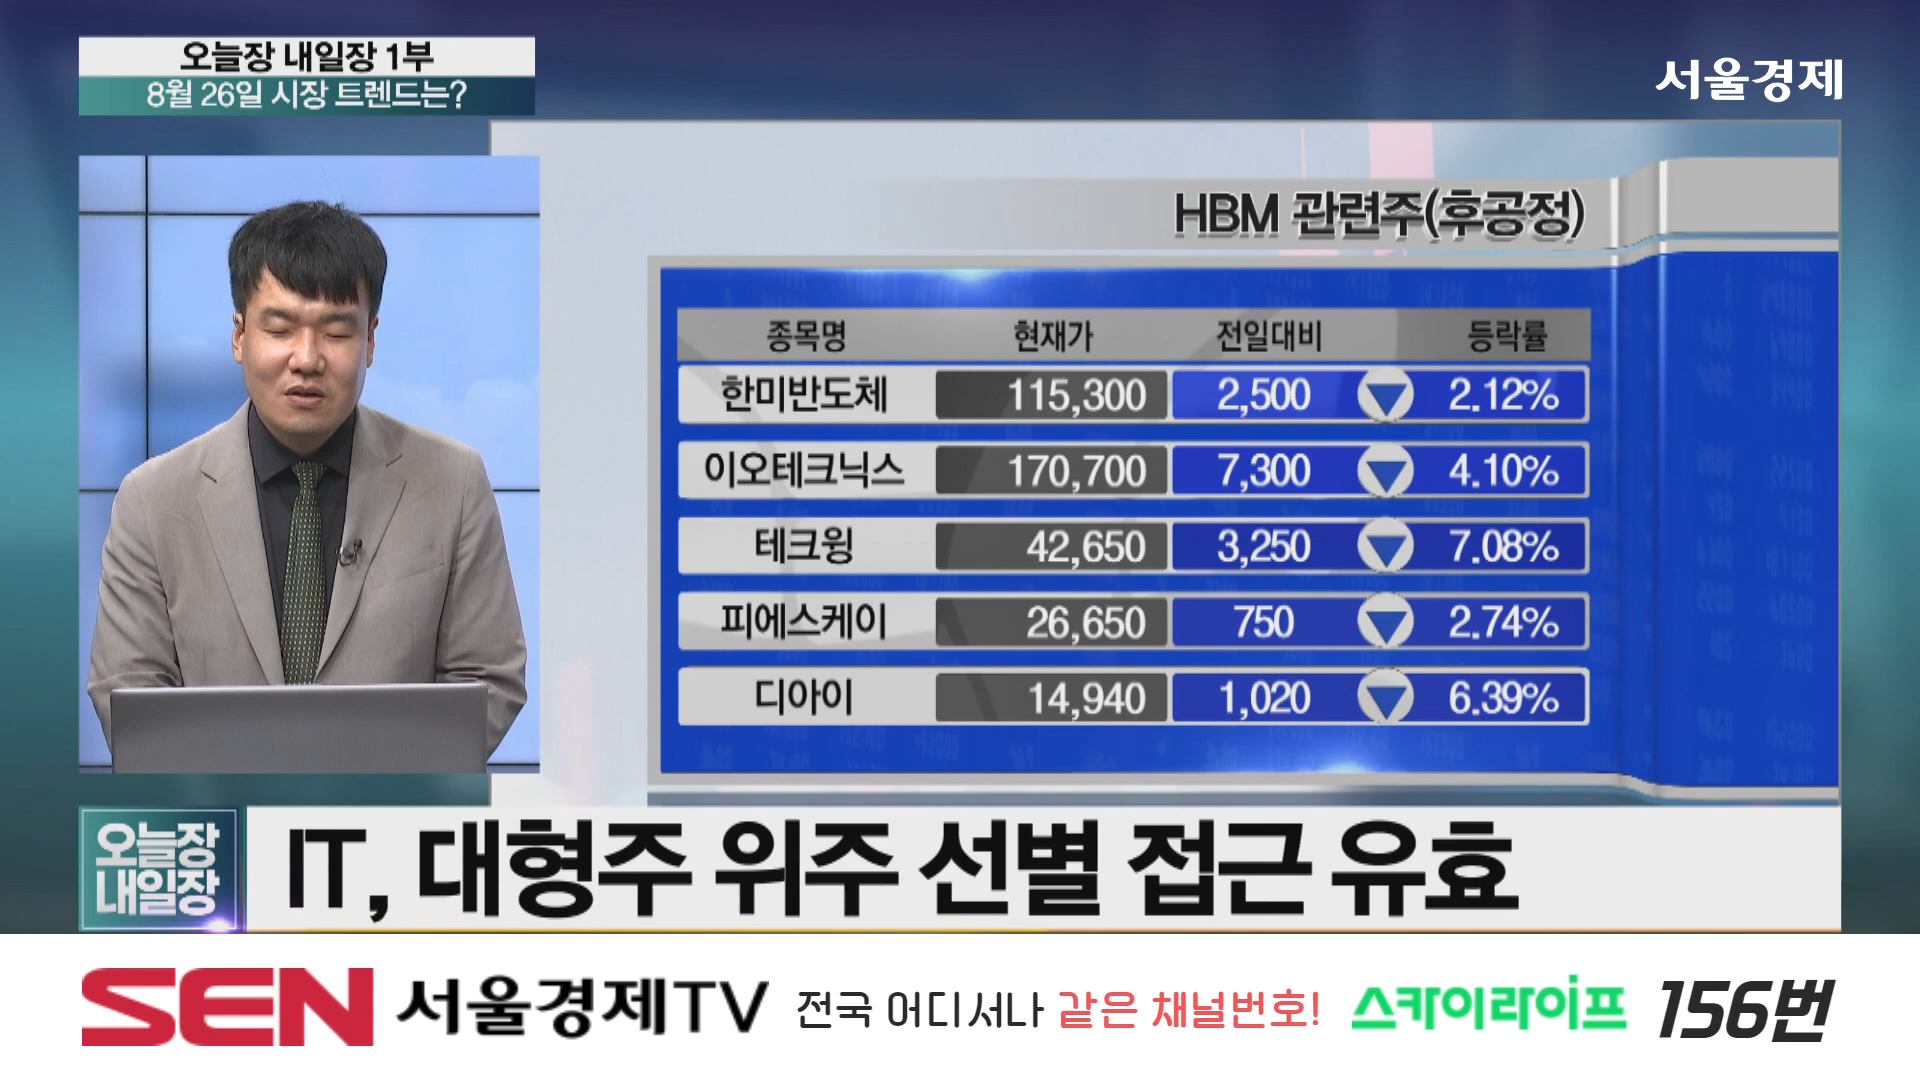 오늘장 내일장 1부
8월 26일 시장 트렌드는?
서울경제
HBM 관련주(후공정)
종목명 현재가 전일대비 등락률
한미반도체 115,300 2,500 ▼ 2.12%
이오테크닉스 170,700 7,300 ▼ 4.10%
테크윙 42,650 3,250 ▼ 7.08%
피에스케이 26,650 750 ▼ 2.74%
디아이 14,940 1,020 ▼ 6.39%
오늘장
내일장
IT, 대형주 위주 선별 접근 유효
SEN 서울경제TV 전국 어디서나 같은 채널번호! 스카이라이프 156번